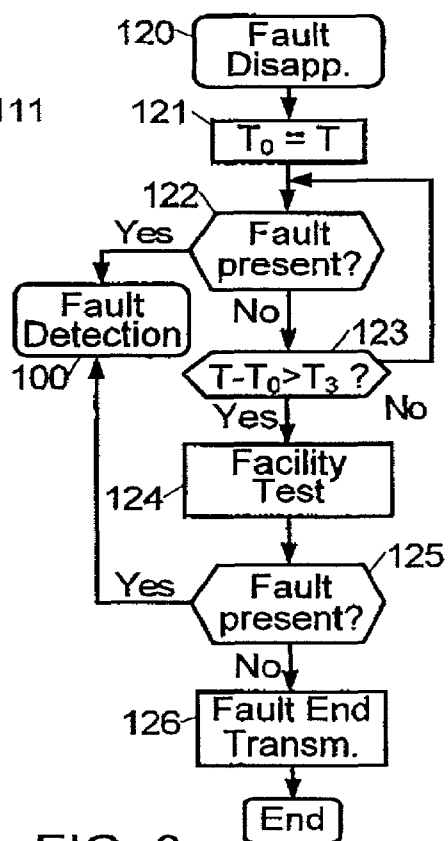 120
Fault
Disapp.
111
121
T₀ = T
122
Yes
Fault
present?
Fault
Detection
100
No
123
T-T₀>T₃ ?
Yes
No
124
Facility
Test
125
Yes
Fault
present?
No
126
Fault End
Transm.
End
FIG.